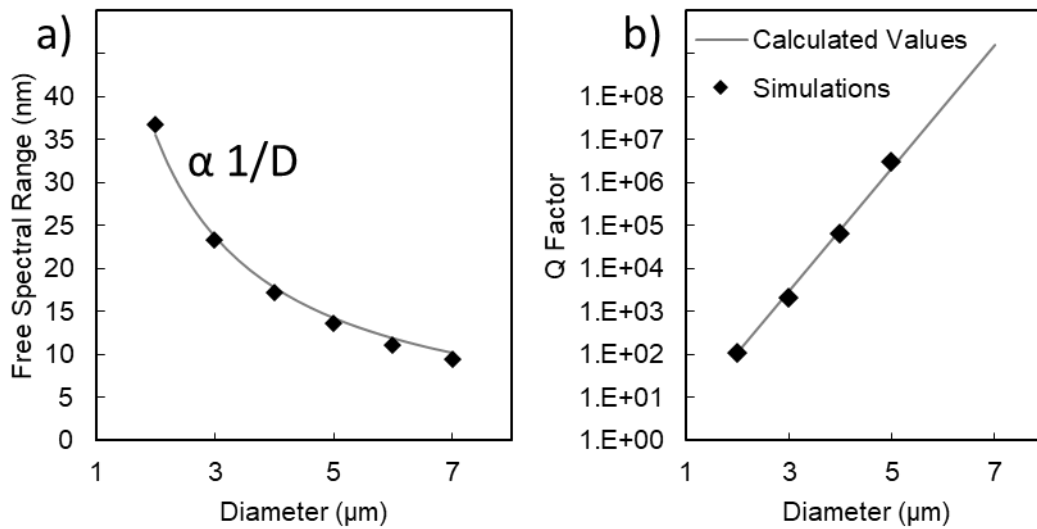 a)
α 1/D
Free Spectral Range (nm)
40
35
30
25
20
15
10
5
0
1 3 5 7
Diameter (µm)
b)
Calculated Values
Simulations
Q Factor
1.E+08
1.E+07
1.E+06
1.E+05
1.E+04
1.E+03
1.E+02
1.E+01
1.E+00
1 3 5 7
Diameter (µm)